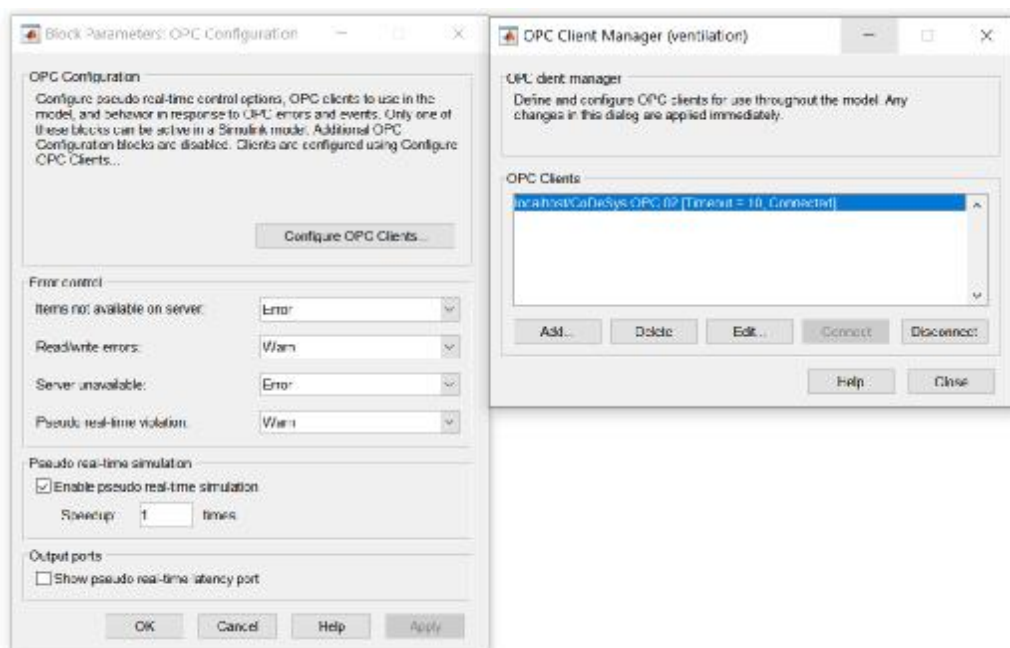 Block Parameters: OPC Configuration
OPC Configuration
Configure pseudo real-time control options, OPC clients to use in the
model, and behavior in response to OPC errors and events. Only one of
these blocks can be active in a Simulink model. Additional OPC
Configuration blocks are disabled. Clients are configured using Configure
OPC Clients...
Configure OPC Clients...
Error control
Items not available on server: Error
Read/write errors: Warn
Server unavailable: Error
Pseudo real-time violation: Warn
Pseudo real-time simulation
Enable pseudo real-time simulation
Speedup: 1 times
Output ports
Show pseudo real-time latency port
OK Cancel Help Apply
OPC Client Manager (ventilation)
OPC client manager
Define and configure OPC clients for use throughout the model. Any
changes in this dialog are applied immediately.
OPC Clients
localhost/CoDeSys.OPC.02 [Timeout = 10, Connected]
Add... Delete Edit... Connect Disconnect
Help Close